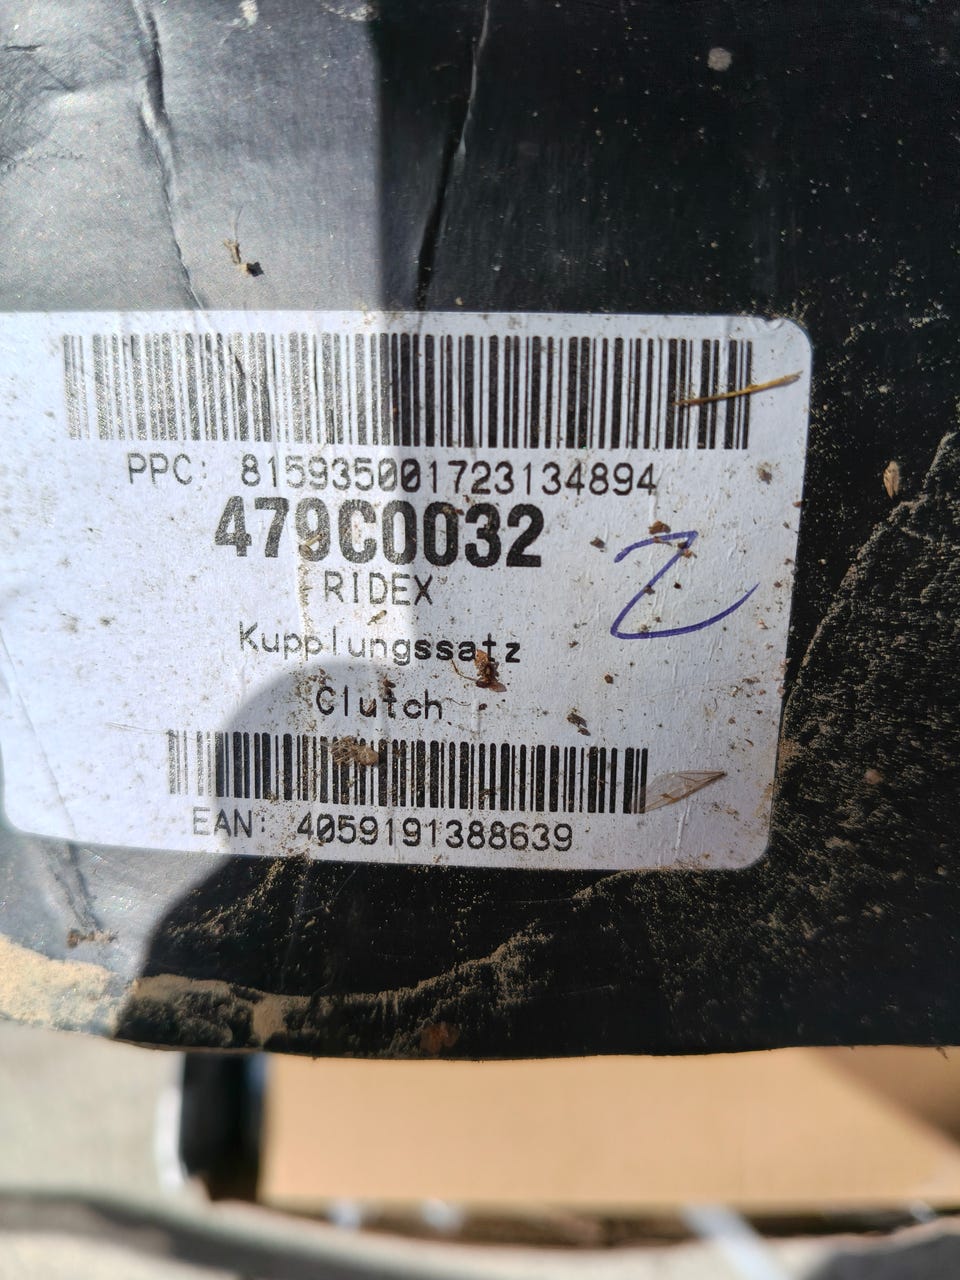 PPC: 815935001723134894
479C0032
RIDEX
Kupplungssatz
Clutch
EAN: 4059191388639